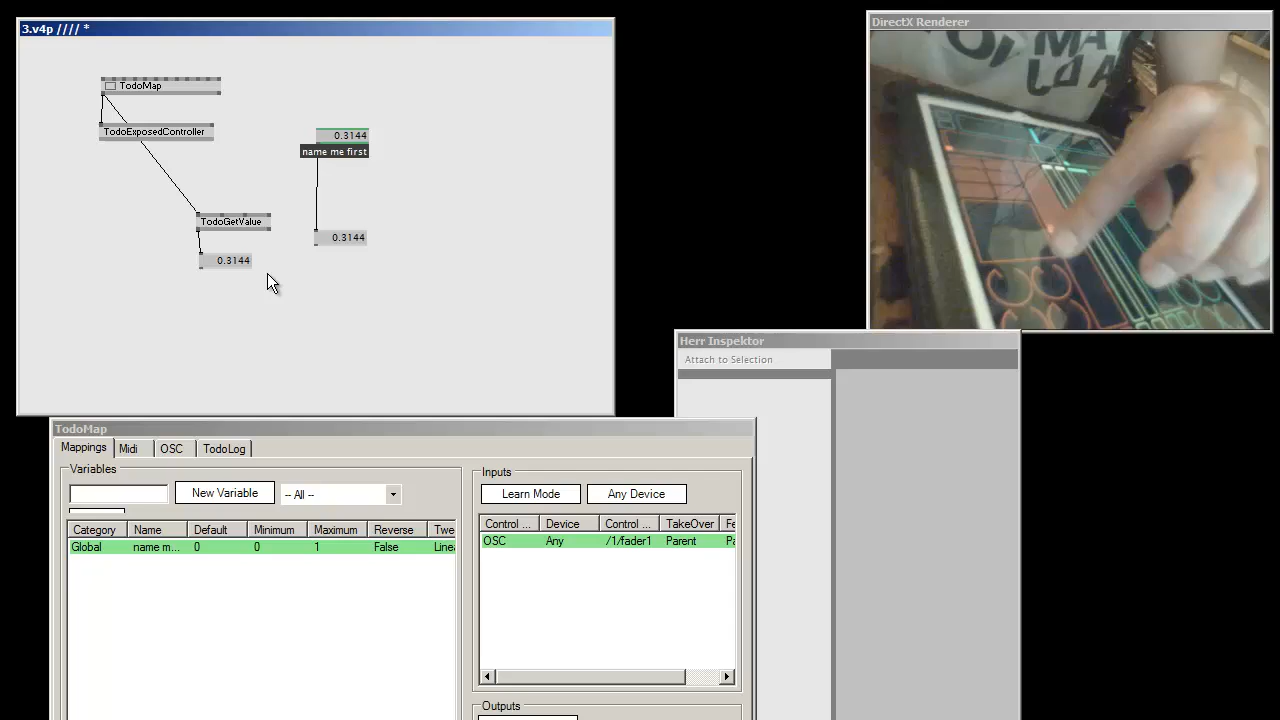 3.v4p //// *
TodoMap
TodoExposedController
TodoGetValue
0.3144
0.3144
name me first
0.3144
DirectX Renderer
Herr Inspektor
Attach to Selection
TodoMap
Mappings Midi OSC TodoLog
Variables
New Variable -- All --
Category Name Default Minimum Maximum Reverse Twe
Global name m... 0 0 1 False Linea
Inputs
Learn Mode Any Device
Control ... Device Control ... TakeOver Fe
OSC Any /1/fader1 Parent Pa
Outputs